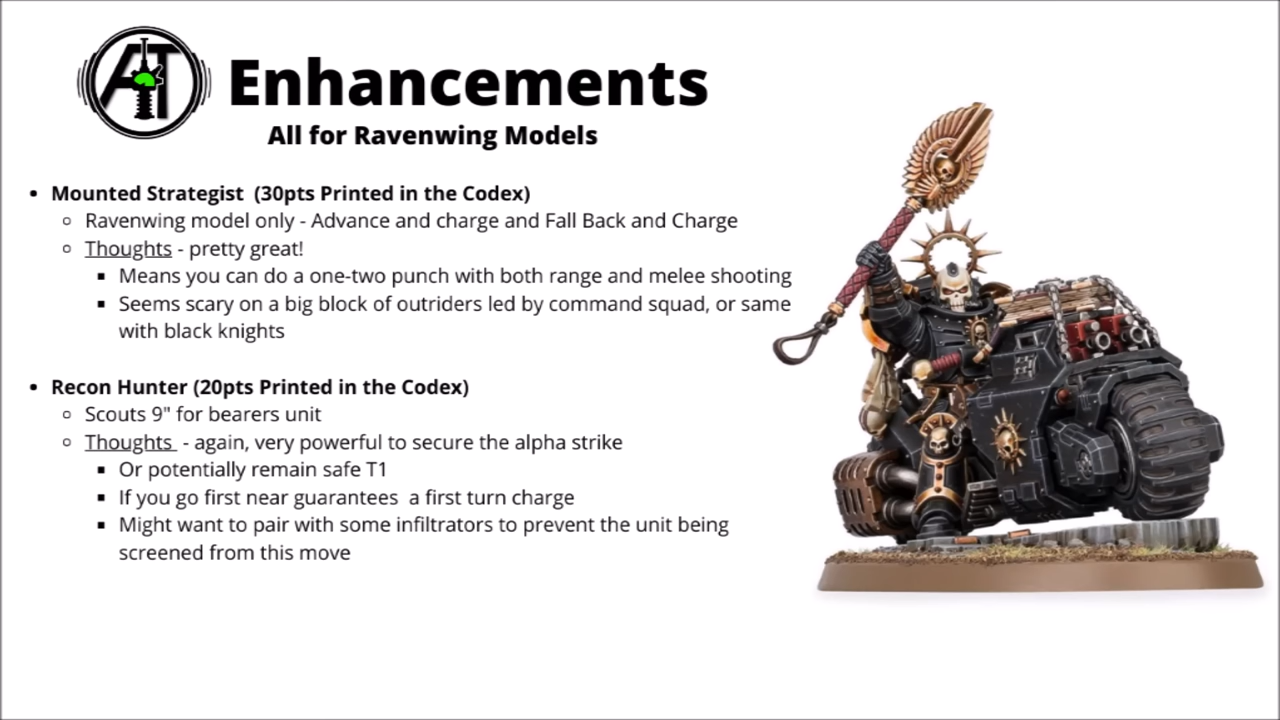 AT
Enhancements
All for Ravenwing Models
• Mounted Strategist (30pts Printed in the Codex)
○ Ravenwing model only - Advance and charge and Fall Back and Charge
○ Thoughts - pretty great!
▪ Means you can do a one-two punch with both range and melee shooting
▪ Seems scary on a big block of outriders led by command squad, or same
with black knights
• Recon Hunter (20pts Printed in the Codex)
○ Scouts 9" for bearers unit
○ Thoughts - again, very powerful to secure the alpha strike
▪ Or potentially remain safe T1
▪ If you go first near guarantees a first turn charge
▪ Might want to pair with some infiltrators to prevent the unit being
screened from this move